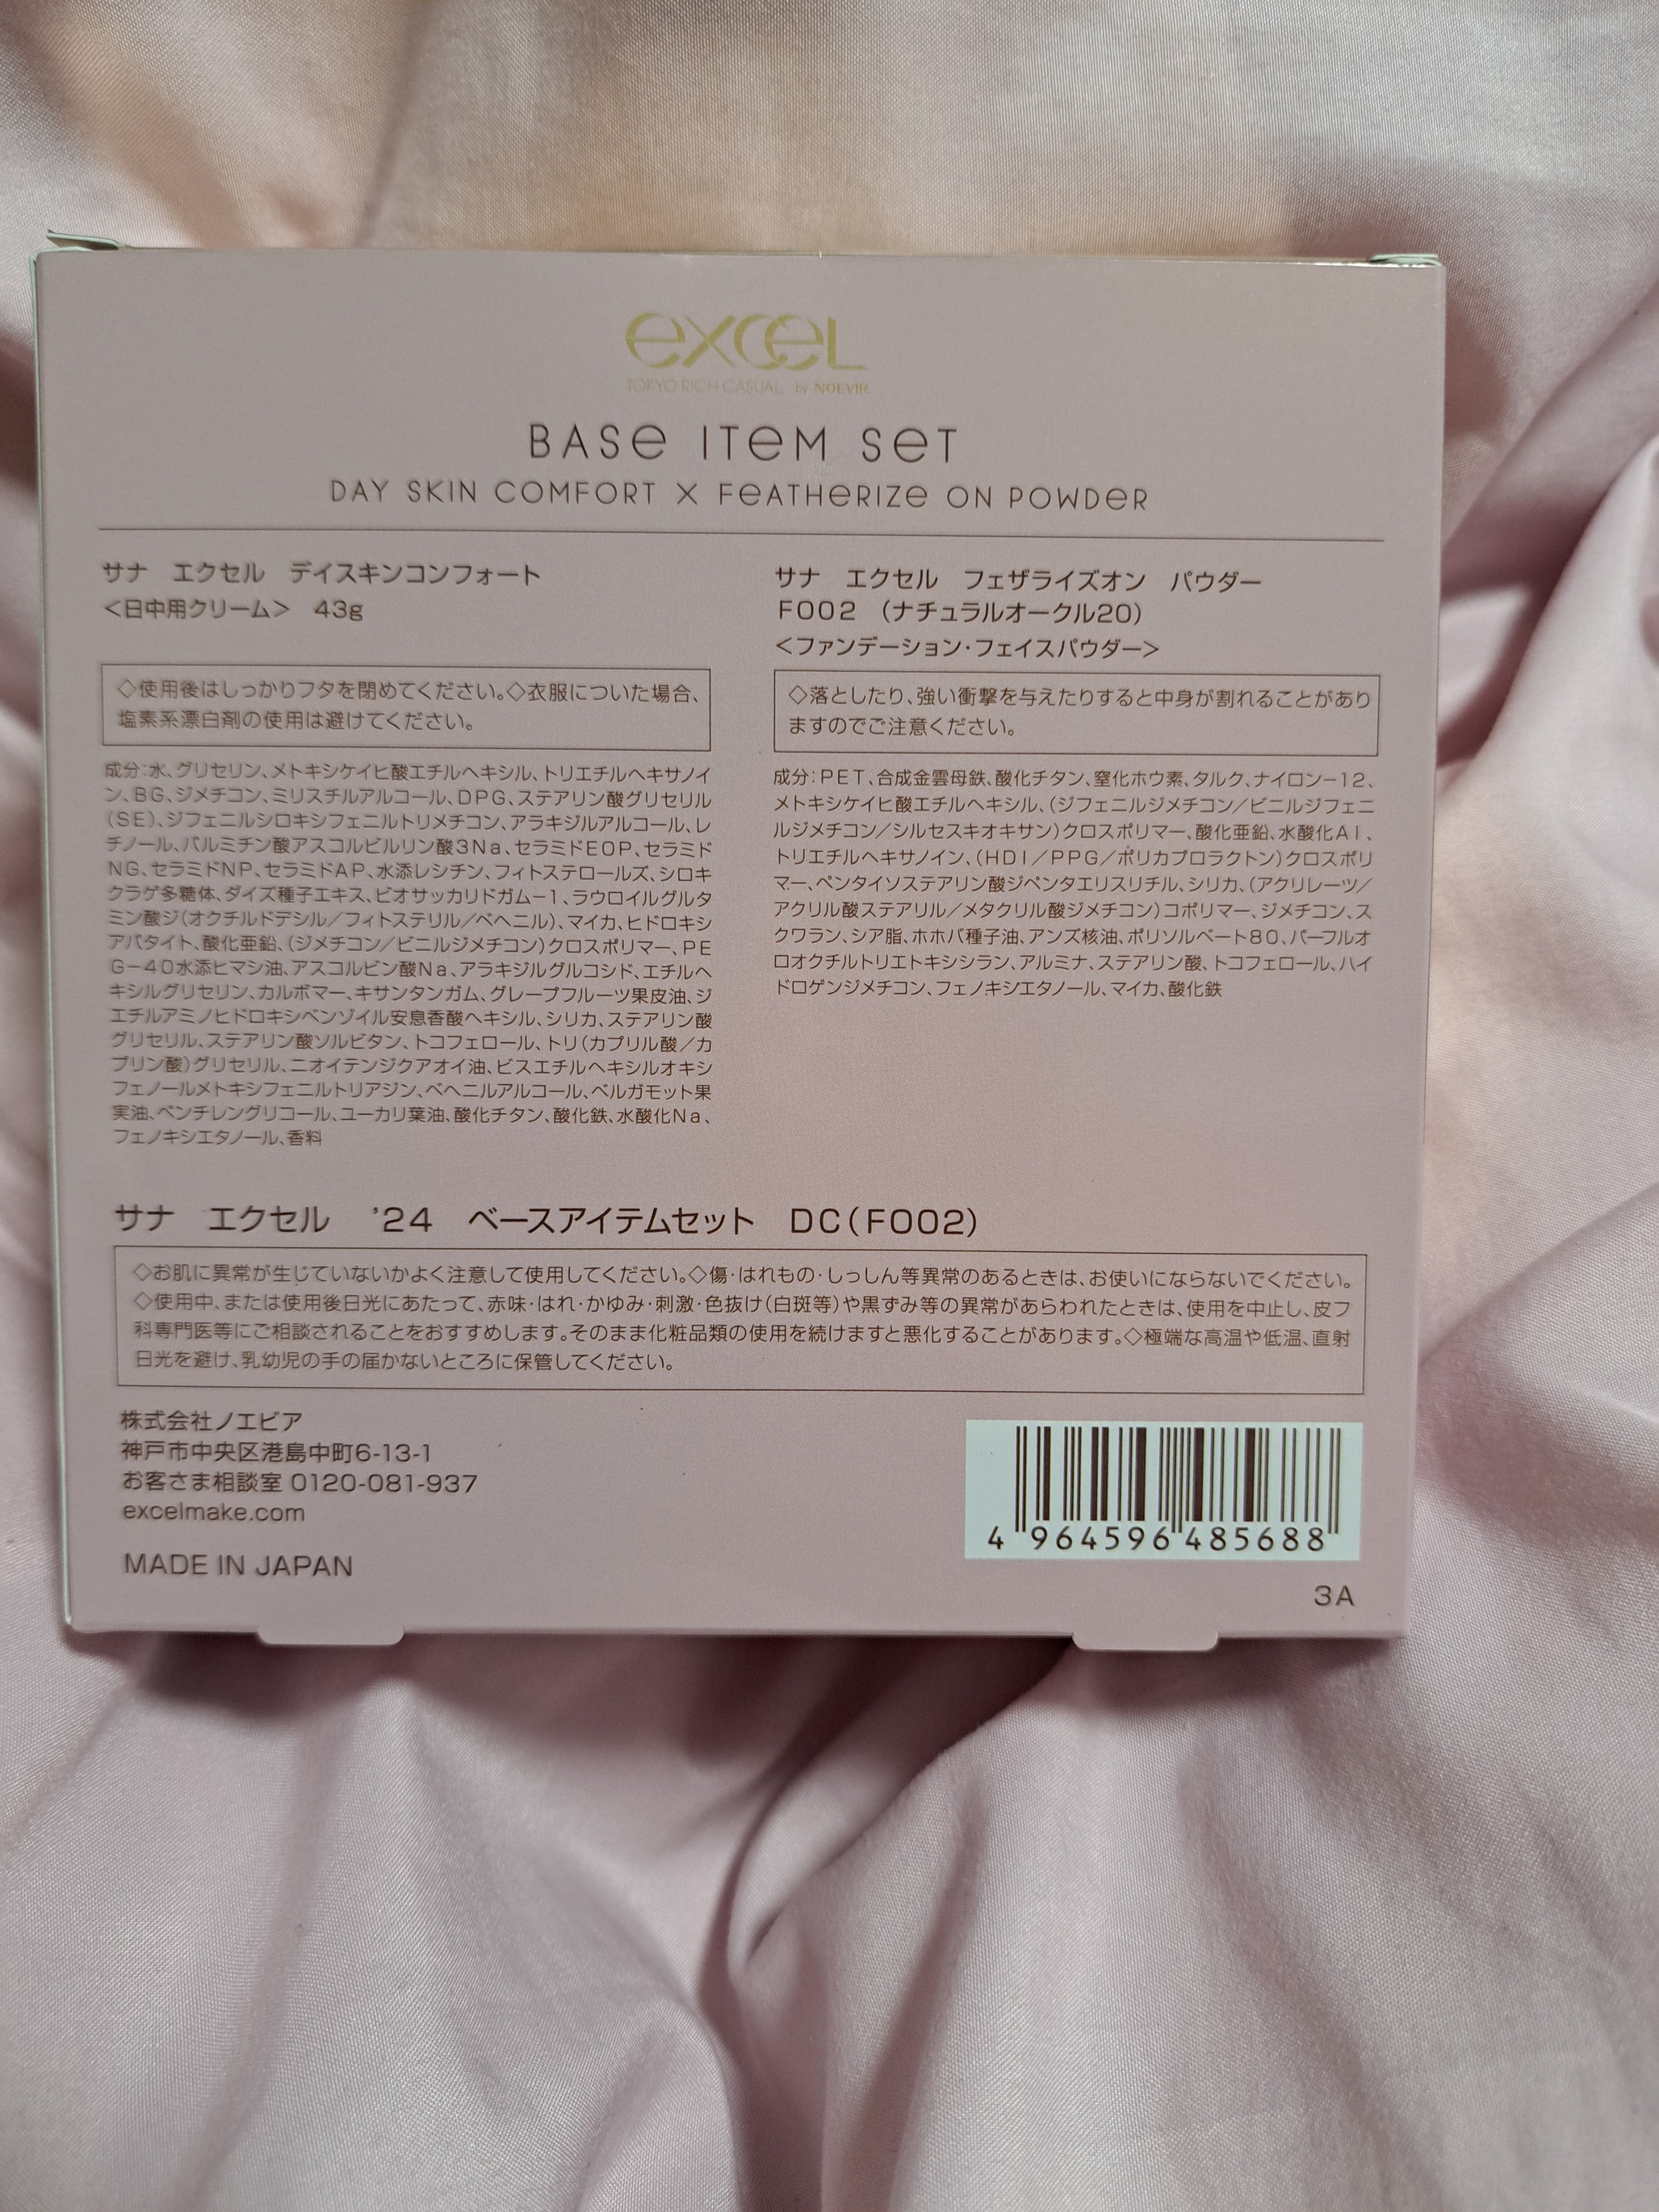 excel
TOKYO RICH CASUAL by NOEVIR
BASE ITEM SET
DAY SKIN COMFORT × FEATHERIZE ON POWDER
サナ エクセル デイスキンコンフォート
<日中用クリーム> 43g
◇使用後はしっかりフタを閉めてください。◇衣服についた場合、
塩素系漂白剤の使用は避けてください。
成分:水、グリセリン、メトキシケイヒ酸エチルヘキシル、トリエチルヘキサノイ
ン、BG、ジメチコン、ミリスチルアルコール、DPG、ステアリン酸グリセリル
(SE)、ジフェニルシロキシフェニルトリメチコン、アラキジルアルコール、レ
チノール、パルミチン酸アスコルビルリン酸3Na、セラミドEOP、セラミド
NG、セラミドNP、セラミドAP、水添レシチン、フィトステロールズ、シロキ
クラゲ多糖体、ダイズ種子エキス、ビオサッカリドガム-1、ラウロイルグルタ
ミン酸ジ(オクチルドデシル/フィトステリル/ベヘニル)、マイカ、ヒドロキシ
アパタイト、酸化亜鉛、(ジメチコン/ビニルジメチコン)クロスポリマー、PE
G-40水添ヒマシ油、アスコルビン酸Na、アラキジルグルコシド、エチルヘ
キシルグリセリン、カルボマー、キサンタンガム、グレープフルーツ果皮油、ジ
エチルアミノヒドロキシベンゾイル安息香酸ヘキシル、シリカ、ステアリン酸
グリセリル、ステアリン酸ソルビタン、トコフェロール、トリ(カプリル酸/カ
プリン酸)グリセリル、ニオイテンジクアオイ油、ビスエチルヘキシルオキシ
フェノールメトキシフェニルトリアジン、ベヘニルアルコール、ベルガモット果
実油、ペンチレングリコール、ユーカリ葉油、酸化チタン、酸化鉄、水酸化Na、
フェノキシエタノール、香料
サナ エクセル フェザライズオン パウダー
FO02 (ナチュラルオークル20)
<ファンデーション・フェイスパウダー>
◇落としたり、強い衝撃を与えたりすると中身が割れることがあり
ますのでご注意ください。
成分:PET、合成金雲母鉄、酸化チタン、窒化ホウ素、タルク、ナイロン-12、
メトキシケイヒ酸エチルヘキシル、(ジフェニルジメチコン/ビニルジフェニ
ルジメチコン/シルセスキオキサン)クロスポリマー、酸化亜鉛、水酸化Al、
トリエチルヘキサノイン、(HDI/PPG/ポリカプロラクトン)クロスポリ
マー、ペンタイソステアリン酸ジペンタエリスリチル、シリカ、(アクリレーツ/
アクリル酸ステアリル/メタクリル酸ジメチコン)コポリマー、ジメチコン、ス
クワラン、シア脂、ホホバ種子油、アンズ核油、ポリソルベート80、パーフルオ
ロオクチルトリエトキシシラン、アルミナ、ステアリン酸、トコフェロール、ハイ
ドロゲンジメチコン、フェノキシエタノール、マイカ、酸化鉄
サナ エクセル ’24 ベースアイテムセット DC(FO02)
◇お肌に異常が生じていないかよく注意して使用してください。◇傷・はれもの・しっしん等異常のあるときは、お使いにならないでください。
◇使用中、または使用後日光にあたって、赤味・はれ・かゆみ・刺激・色抜け(白斑等)や黒ずみ等の異常があらわれたときは、使用を中止し、皮フ
科専門医等にご相談されることをおすすめします。そのまま化粧品類の使用を続けますと悪化することがあります。◇極端な高温や低温、直射
日光を避け、乳幼児の手の届かないところに保管してください。
株式会社ノエビア
神戸市中央区港島中町6-13-1
お客さま相談室 0120-081-937
excelmake.com
MADE IN JAPAN
4 964596 485688
3A